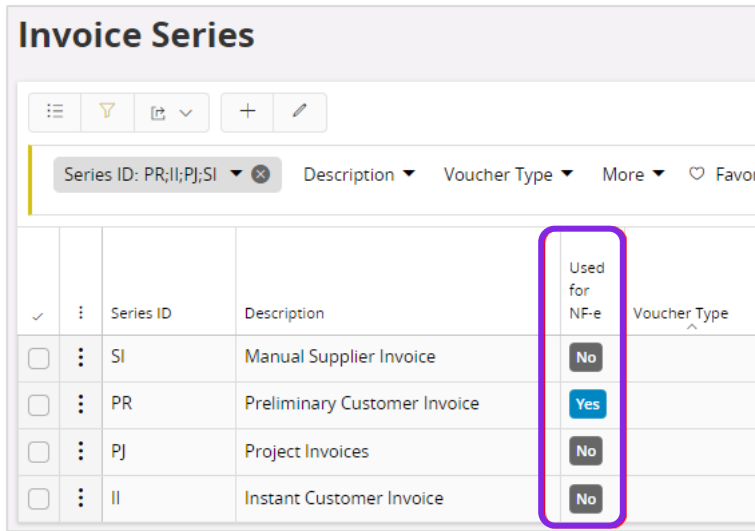 Invoice Series
Series ID: PR;II;PJ;SI Description Voucher Type More Favor
Used
for
NF-e
Series ID Description Voucher Type
SI Manual Supplier Invoice No
PR Preliminary Customer Invoice Yes
PJ Project Invoices No
II Instant Customer Invoice No